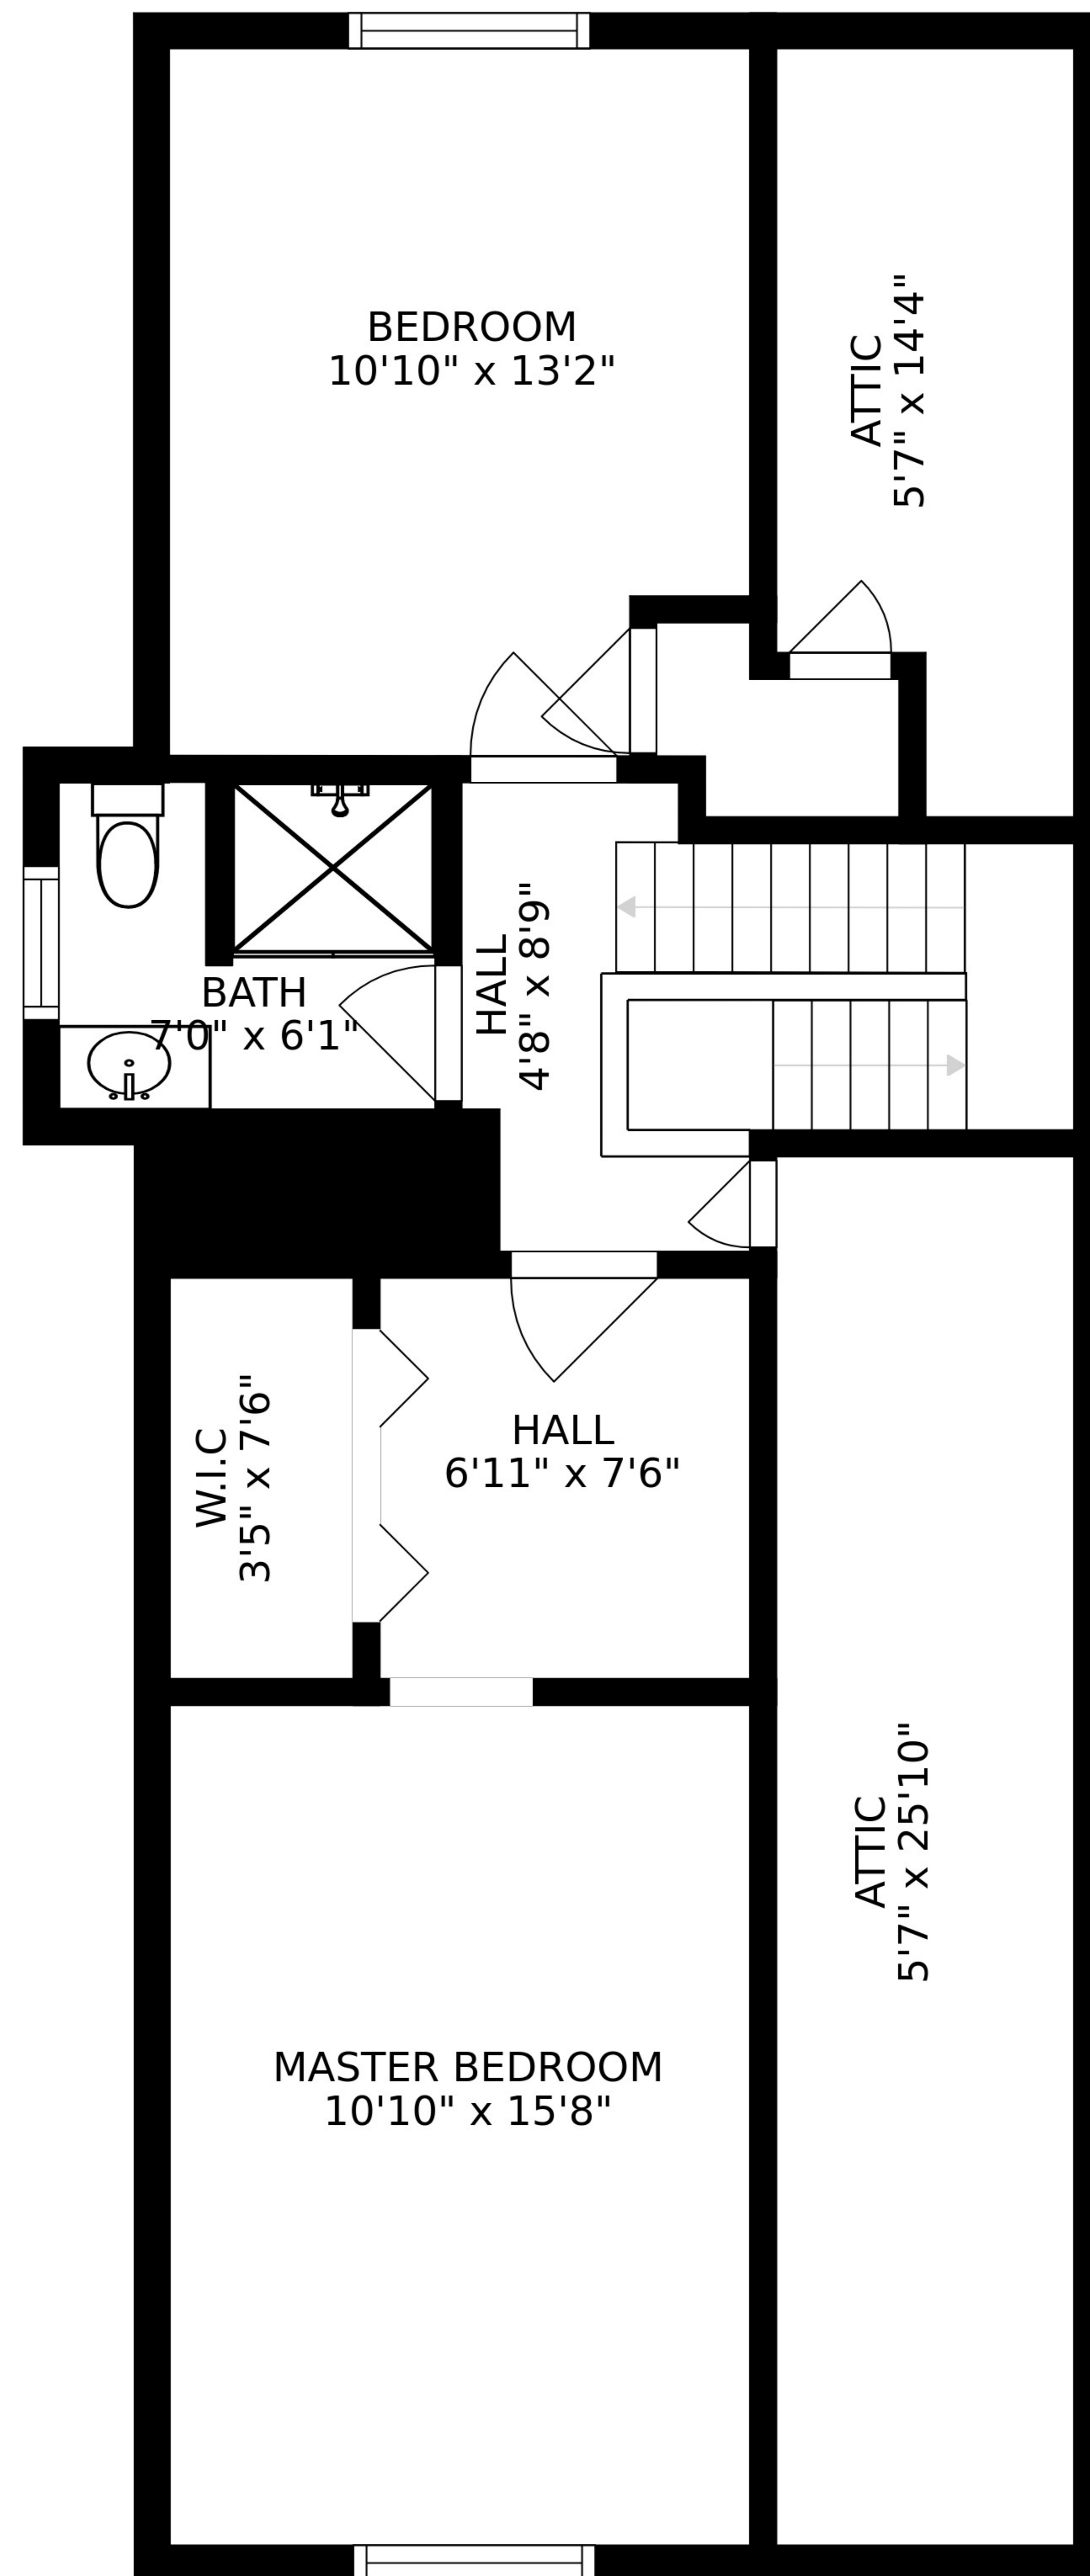 BEDROOM
10'10" x 13'2"
ATTIC
5'7" x 14'4"
BATH
7'0" x 6'1"
HALL
4'8" x 8'9"
W.I.C
3'5" x 7'6"
HALL
6'11" x 7'6"
ATTIC
5'7" x 25'10"
MASTER BEDROOM
10'10" x 15'8"